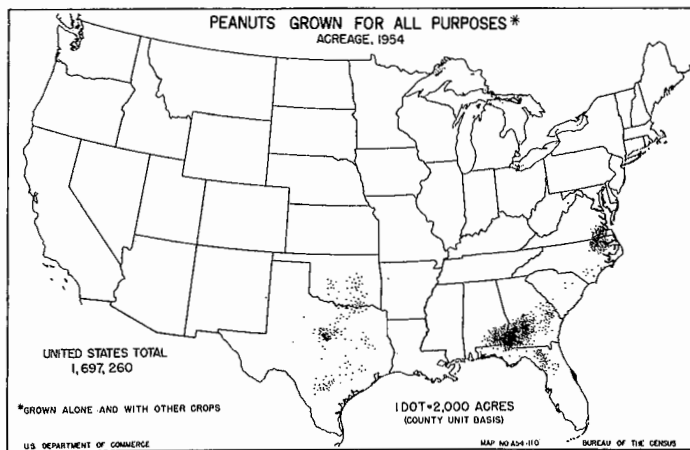 PEANUTS GROWN FOR ALL PURPOSES*
ACREAGE, 1954
UNITED STATES TOTAL
1,697,260
*GROWN ALONE AND WITH OTHER CROPS
1 DOT=2,000 ACRES
(COUNTY UNIT BASIS)
US DEPARTMENT OF COMMERCE
MAP NO A54-110
BUREAU OF THE CENSUS